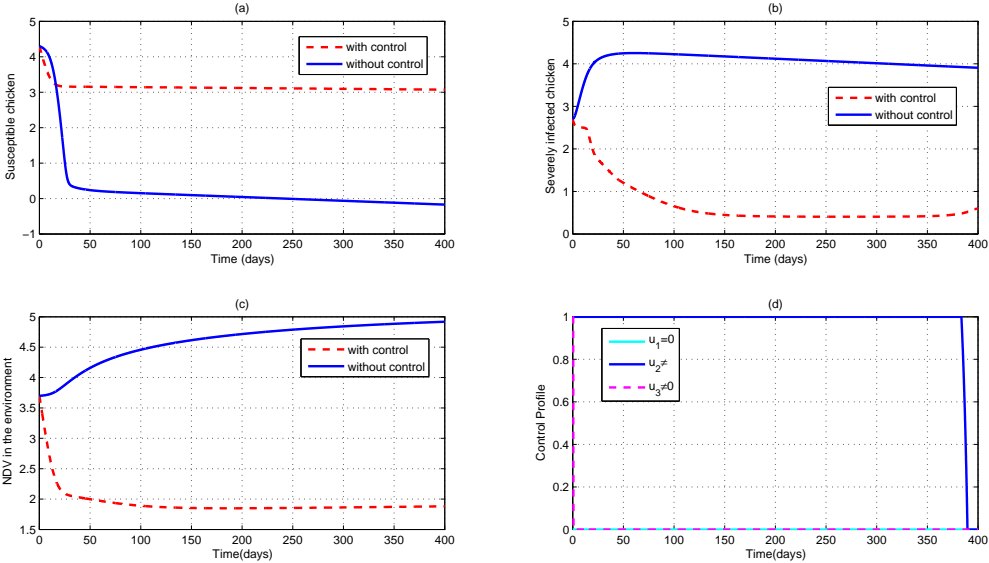 (a)
Susceptible chicken
5
4
3
2
1
0
−1
0 50 100 150 200 250 300 350 400
Time (days)
with control
without control
(b)
Severely infected chicken
5
4
3
2
1
0
0 50 100 150 200 250 300 350 400
Time (days)
with control
without control
(c)
NDV in the environment
5
4.5
4
3.5
3
2.5
2
1.5
0 50 100 150 200 250 300 350 400
Time(days)
with control
without control
(d)
Control Profile
1
0.8
0.6
0.4
0.2
0
0 50 100 150 200 250 300 350 400
Time(days)
u_1=0
u_2≠
u_3≠0